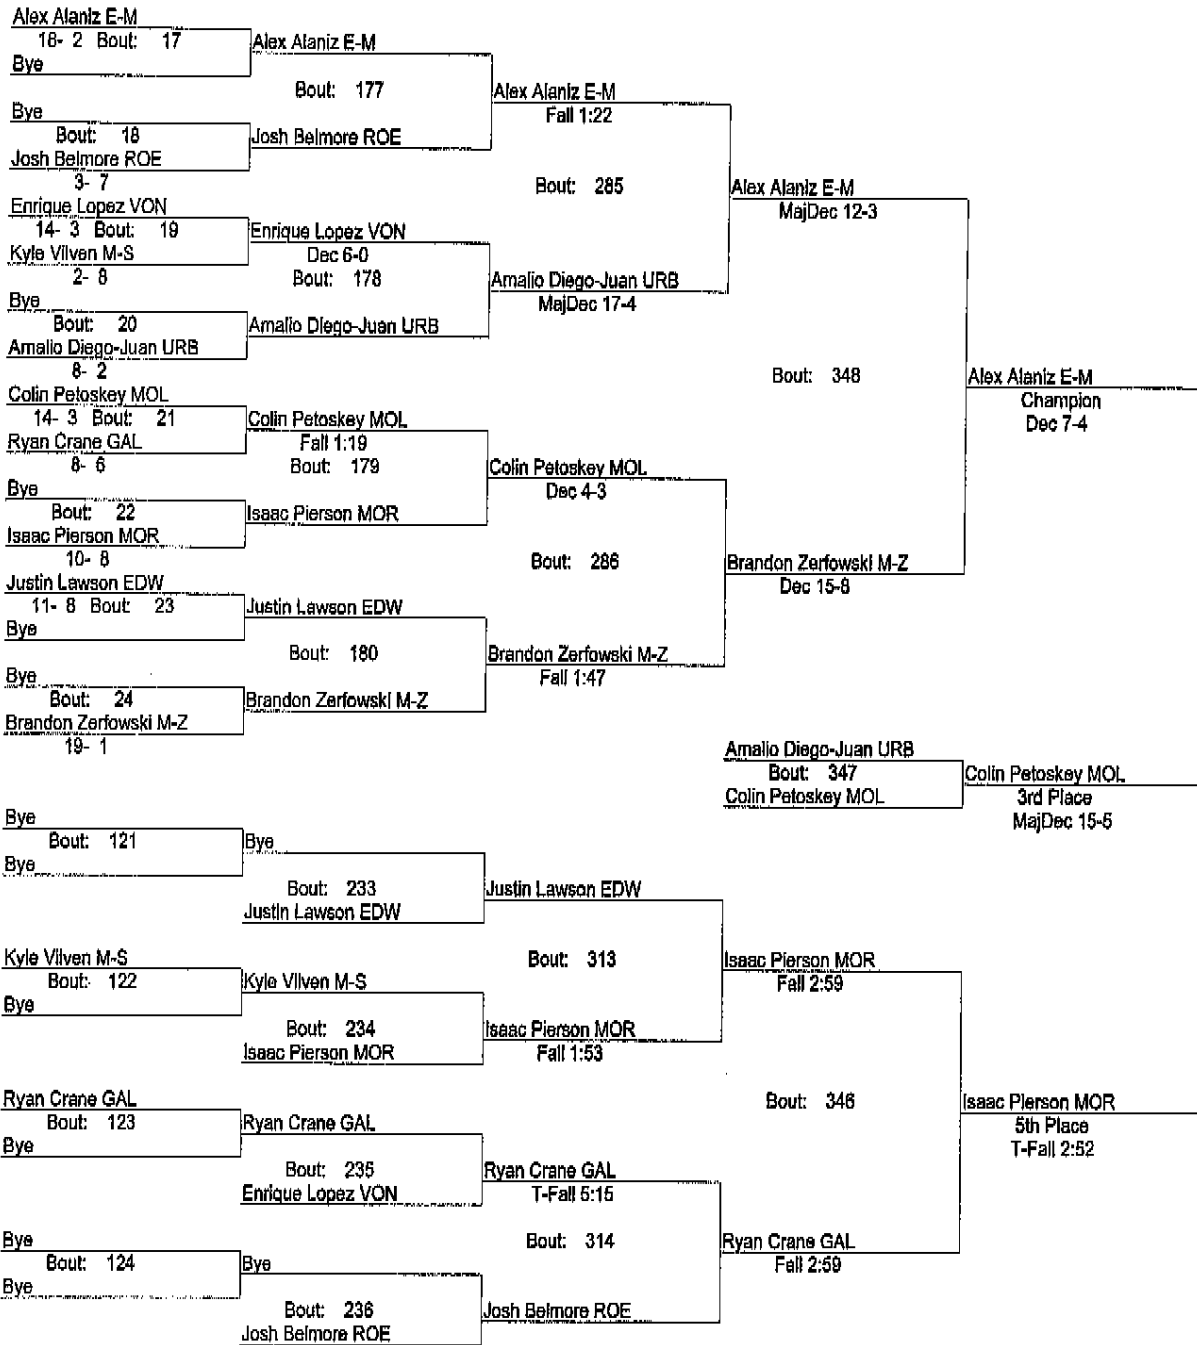 Alex Alaniz E-M
18- 2 Bout: 17
Bye
Alex Alaniz E-M
Bout: 177
Bye
Bout: 18
Josh Belmore ROE
3- 7
Josh Belmore ROE
Alex Alaniz E-M
Fall 1:22
Bout: 285
Enrique Lopez VON
14- 3 Bout: 19
Kyle Vilven M-S
2- 8
Enrique Lopez VON
Dec 6-0
Bout: 178
Bye
Bout: 20
Amalio Diego-Juan URB
8- 2
Amalio Diego-Juan URB
Amalio Diego-Juan URB
MajDec 17-4
Alex Alaniz E-M
MajDec 12-3
Bout: 348
Colin Petoskey MOL
14- 3 Bout: 21
Ryan Crane GAL
8- 6
Colin Petoskey MOL
Fall 1:19
Bout: 179
Bye
Bout: 22
Isaac Pierson MOR
10- 8
Isaac Pierson MOR
Colin Petoskey MOL
Dec 4-3
Bout: 286
Justin Lawson EDW
11- 8 Bout: 23
Bye
Justin Lawson EDW
Bout: 180
Bye
Bout: 24
Brandon Zerfowski M-Z
19- 1
Brandon Zerfowski M-Z
Brandon Zerfowski M-Z
Fall 1:47
Brandon Zerfowski M-Z
Dec 15-8
Alex Alaniz E-M
Champion
Dec 7-4
Amalio Diego-Juan URB
Bout: 347
Colin Petoskey MOL
Colin Petoskey MOL
3rd Place
MajDec 15-5
Bye
Bout: 121
Bye
Bye
Bout: 233
Justin Lawson EDW
Justin Lawson EDW
Bout: 313
Kyle Vilven M-S
Bout: 122
Bye
Kyle Vilven M-S
Bout: 234
Isaac Pierson MOR
Isaac Pierson MOR
Fall 1:53
Isaac Pierson MOR
Fall 2:59
Bout: 346
Ryan Crane GAL
Bout: 123
Bye
Ryan Crane GAL
Bout: 235
Enrique Lopez VON
Ryan Crane GAL
T-Fall 5:15
Bout: 314
Bye
Bout: 124
Bye
Bye
Bout: 236
Josh Belmore ROE
Josh Belmore ROE
Ryan Crane GAL
Fall 2:59
Isaac Pierson MOR
5th Place
T-Fall 2:52